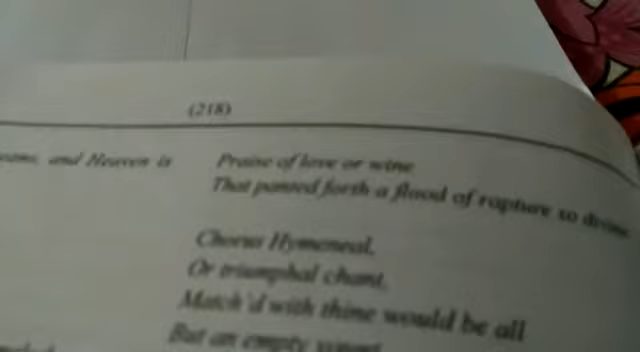 (218)
and Heaven is
Praise of love or wine
That panted forth a flood of rapture so divine
Chorus Hymeneal,
Or triumphal chant,
Match'd with thine would be all
But an empty vaunt